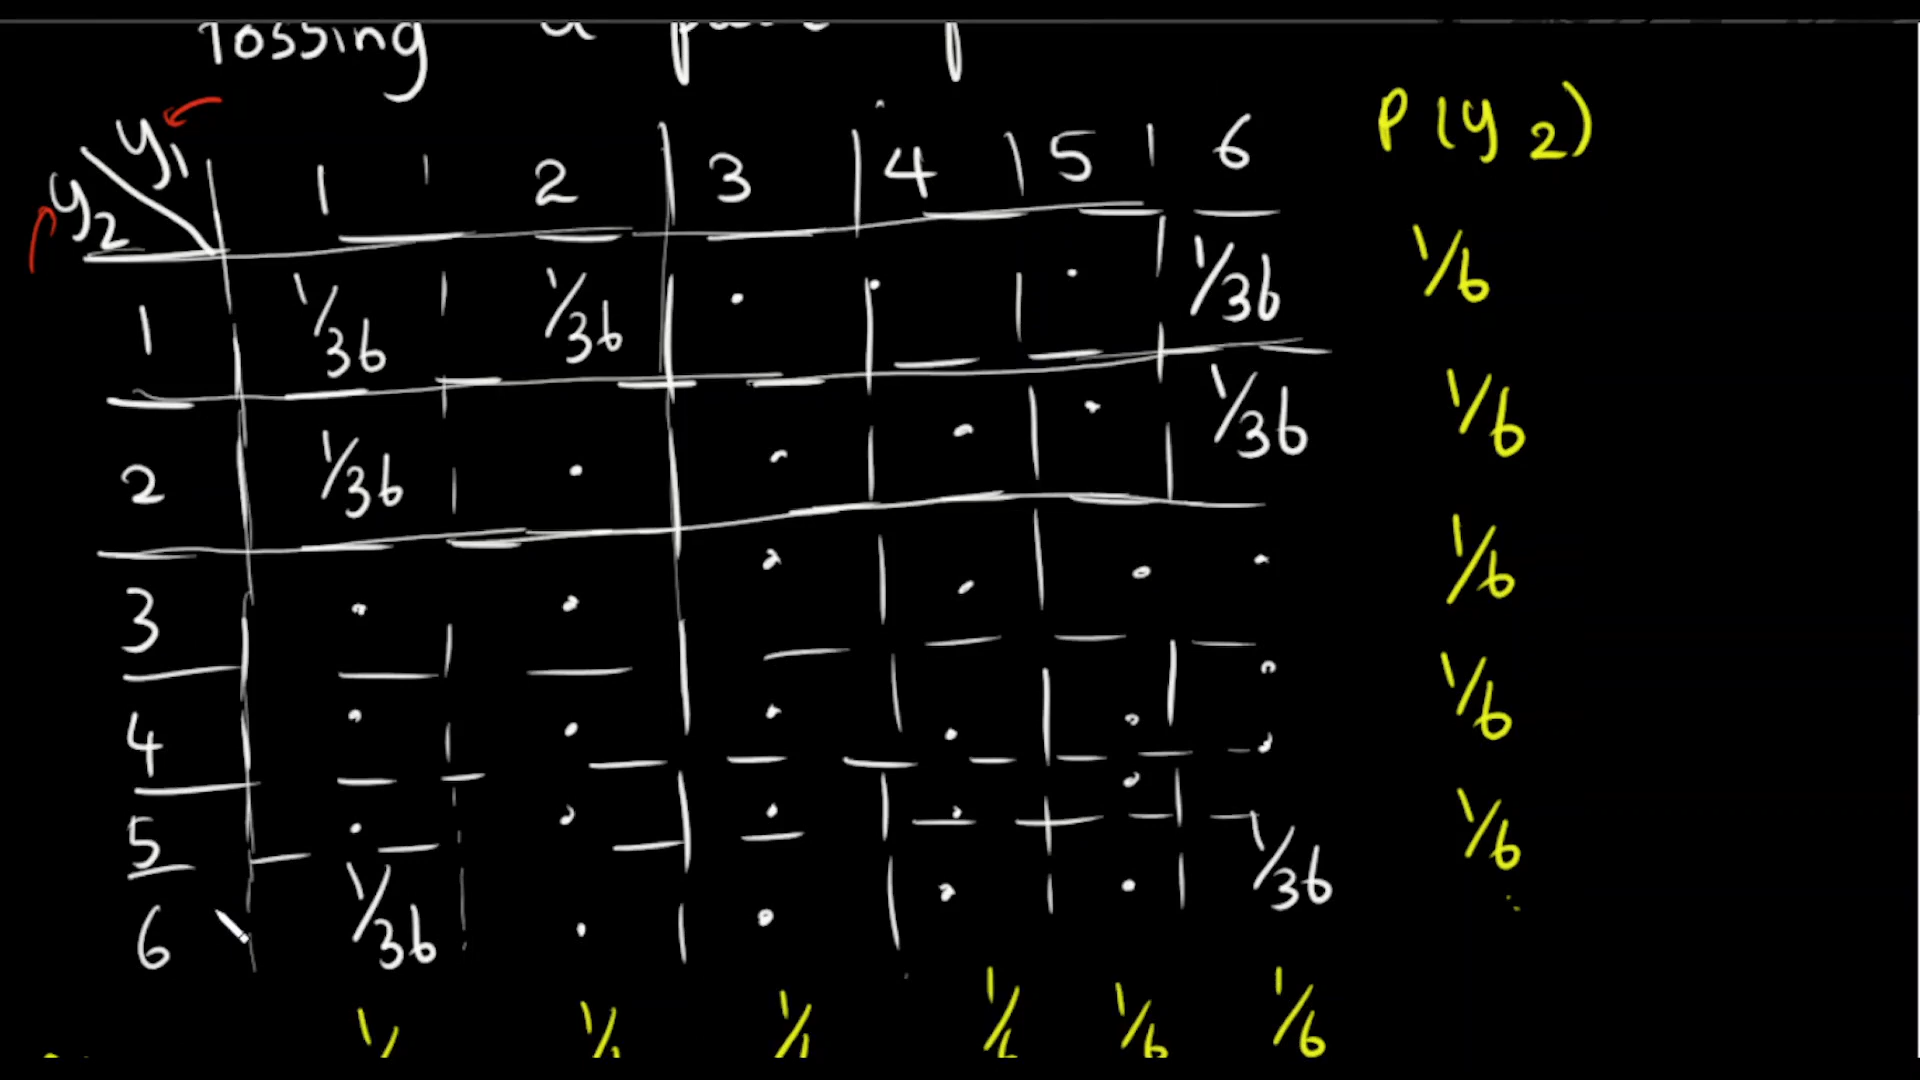 Tossing a
y1 1 2 3 4 5 6 P(y2)
y2
1 1/36 1/36 . . . 1/36 1/6
2 1/36 . . . . 1/36 1/6
3 . . . . . . 1/6
4 . . . . . . 1/6
5 . . . . . . 1/6
6 1/36 . . . . 1/36
1/6 1/6